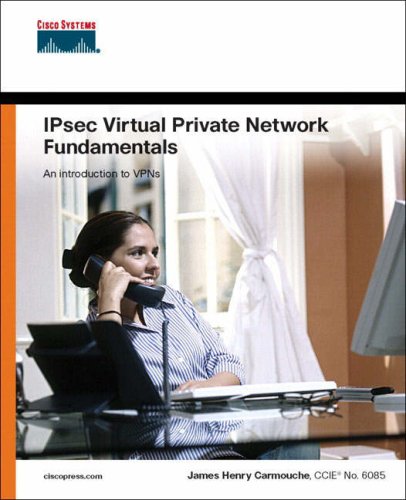 CISCO SYSTEMS
IPsec Virtual Private Network
Fundamentals
An introduction to VPNs
ciscopress.com
James Henry Carmouche, CCIE® No. 6085